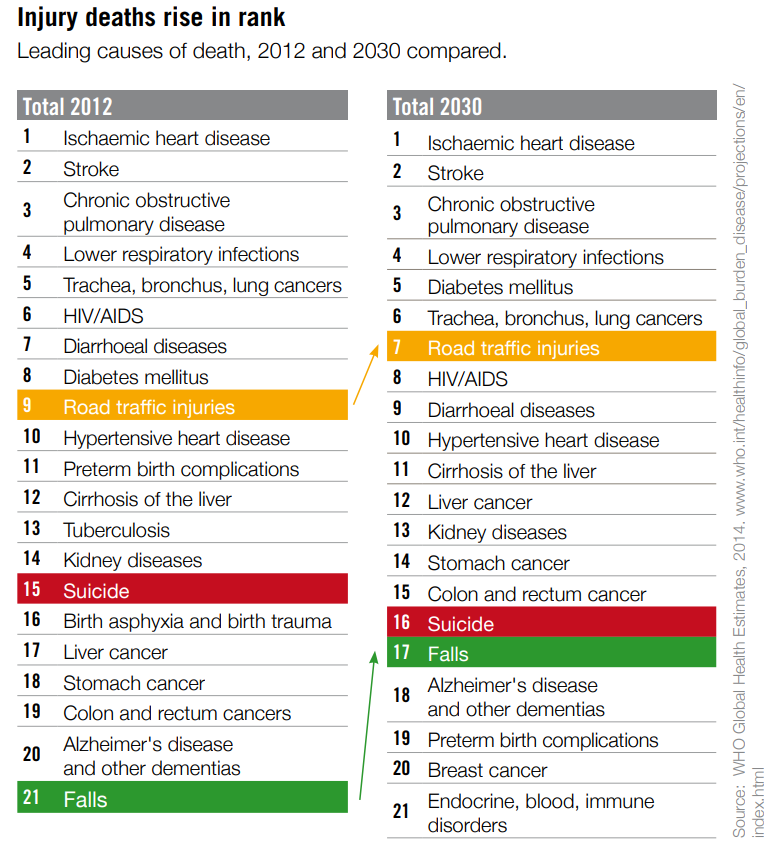 Injury deaths rise in rank
Leading causes of death, 2012 and 2030 compared.
Total 2012
1 Ischaemic heart disease
2 Stroke
3 Chronic obstructive
pulmonary disease
4 Lower respiratory infections
5 Trachea, bronchus, lung cancers
6 HIV/AIDS
7 Diarrhoeal diseases
8 Diabetes mellitus
9 Road traffic injuries
10 Hypertensive heart disease
11 Preterm birth complications
12 Cirrhosis of the liver
13 Tuberculosis
14 Kidney diseases
15 Suicide
16 Birth asphyxia and birth trauma
17 Liver cancer
18 Stomach cancer
19 Colon and rectum cancers
20 Alzheimer's disease
and other dementias
21 Falls
Total 2030
1 Ischaemic heart disease
2 Stroke
3 Chronic obstructive
pulmonary disease
4 Lower respiratory infections
5 Diabetes mellitus
6 Trachea, bronchus, lung cancers
7 Road traffic injuries
8 HIV/AIDS
9 Diarrhoeal diseases
10 Hypertensive heart disease
11 Cirrhosis of the liver
12 Liver cancer
13 Kidney diseases
14 Stomach cancer
15 Colon and rectum cancer
16 Suicide
17 Falls
18 Alzheimer's disease
and other dementias
19 Preterm birth complications
20 Breast cancer
21 Endocrine, blood, immune
disorders
Source: WHO Global Health Estimates, 2014. www.who.int/healthinfo/global_burden_disease/projections/en/
index.html